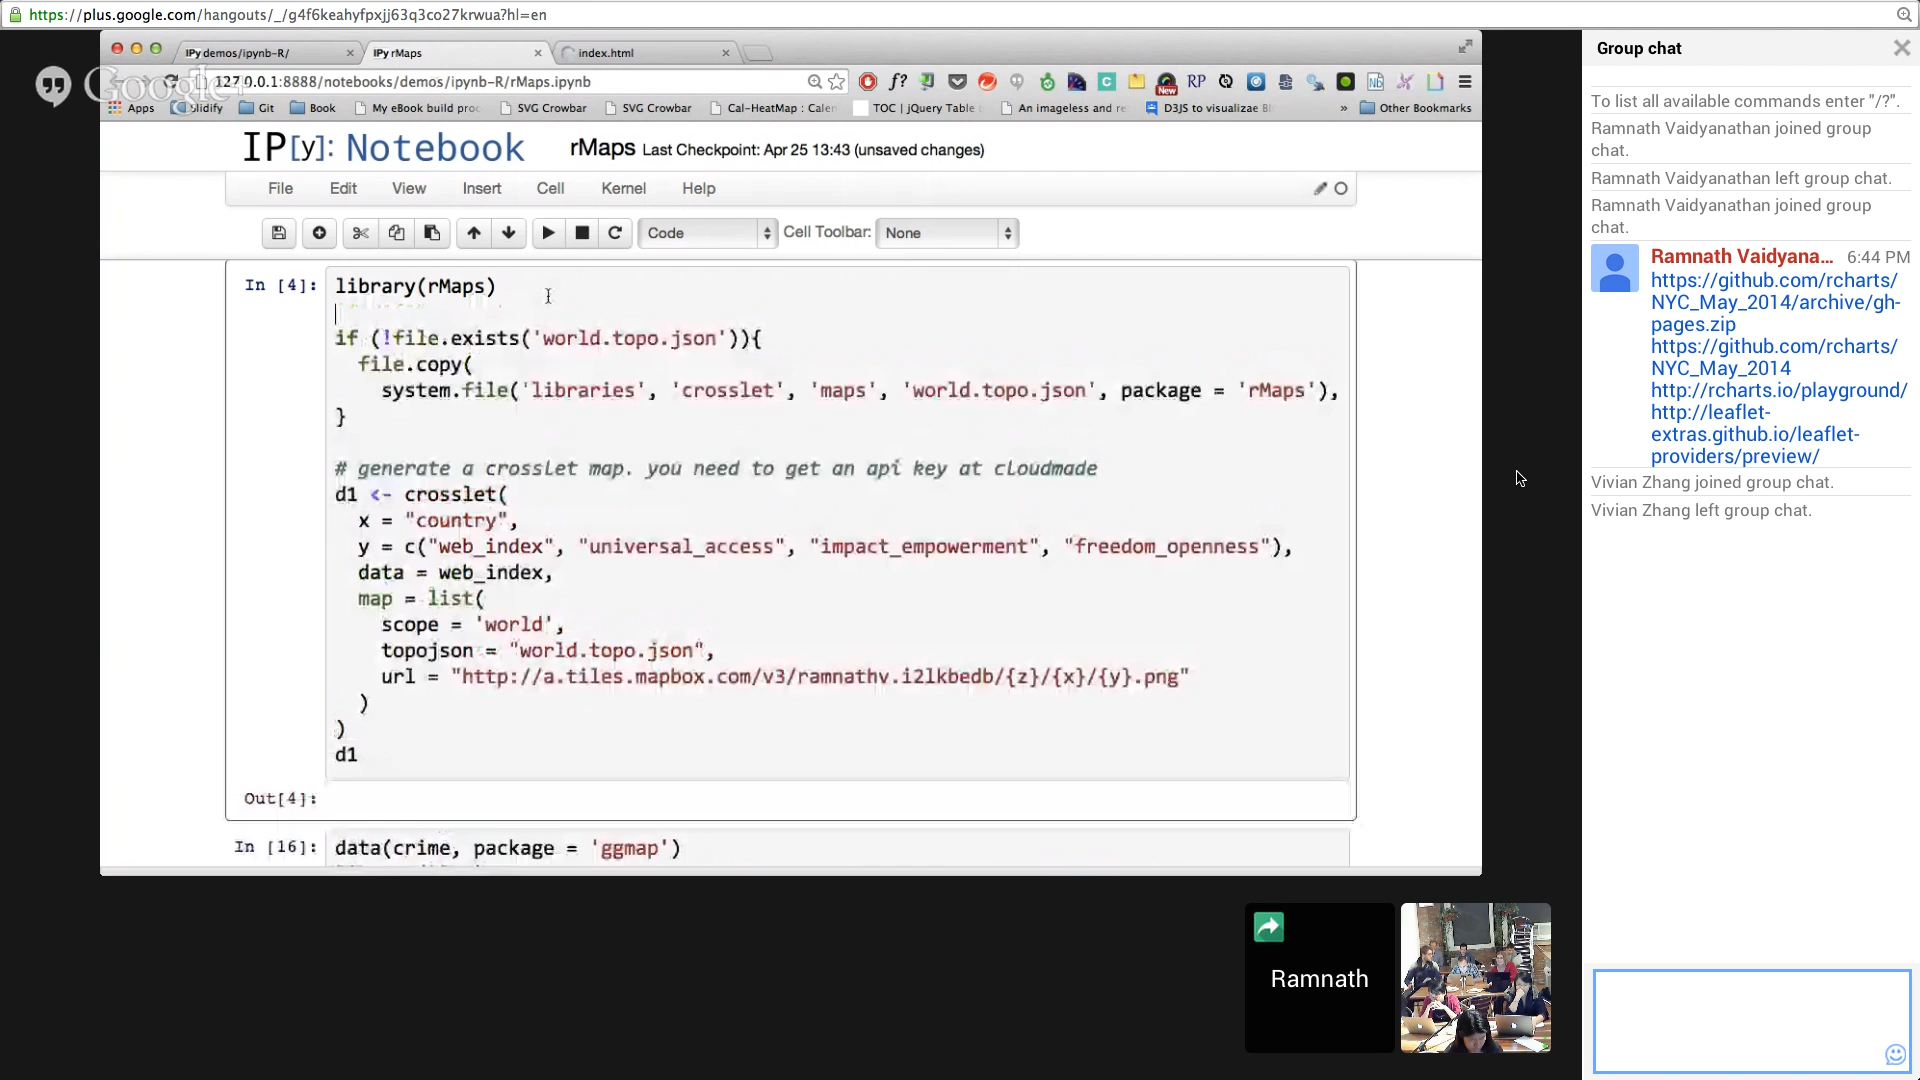 https://plus.google.com/hangouts/_/g4f6keahyfpxjj63q3co27krwua?hl=en
IPy demos/ipynb-R/
IPy rMaps
index.html
Google+
127.0.0.1:8888/notebooks/demos/ipynb-R/rMaps.ipynb
f?
C
New
RP
Nb
Apps
Slidify
Git
Book
My eBook build proc
SVG Crowbar
SVG Crowbar
Cal-HeatMap : Calen
TOC | jQuery Table
An imageless and re
D3JS to visualizae
»
Other Bookmarks
IP[y]: Notebook
rMaps Last Checkpoint: Apr 25 13:43 (unsaved changes)
File Edit View Insert Cell Kernel Help
Code
Cell Toolbar: None
In [4]: library(rMaps)
if (!file.exists('world.topo.json')){
file.copy(
system.file('libraries', 'crosslet', 'maps', 'world.topo.json', package = 'rMaps'),
}
# generate a crosslet map. you need to get an api key at cloudmade
d1 <- crosslet(
x = "country",
y = c("web_index", "universal_access", "impact_empowerment", "freedom_openness"),
data = web_index,
map = list(
scope = 'world',
topojson = "world.topo.json",
url = "http://a.tiles.mapbox.com/v3/ramnathv.i2lkbedb/{z}/{x}/{y}.png"
)
)
d1
Out[4]:
In [16]: data(crime, package = 'ggmap')
Ramnath
Group chat
To list all available commands enter "/?".
Ramnath Vaidyanathan joined group
chat.
Ramnath Vaidyanathan left group chat.
Ramnath Vaidyanathan joined group
chat.
Ramnath Vaidyana... 6:44 PM
https://github.com/rcharts/
NYC_May_2014/archive/gh-
pages.zip
https://github.com/rcharts/
NYC_May_2014
http://rcharts.io/playground/
http://leaflet-
extras.github.io/leaflet-
providers/preview/
Vivian Zhang joined group chat.
Vivian Zhang left group chat.